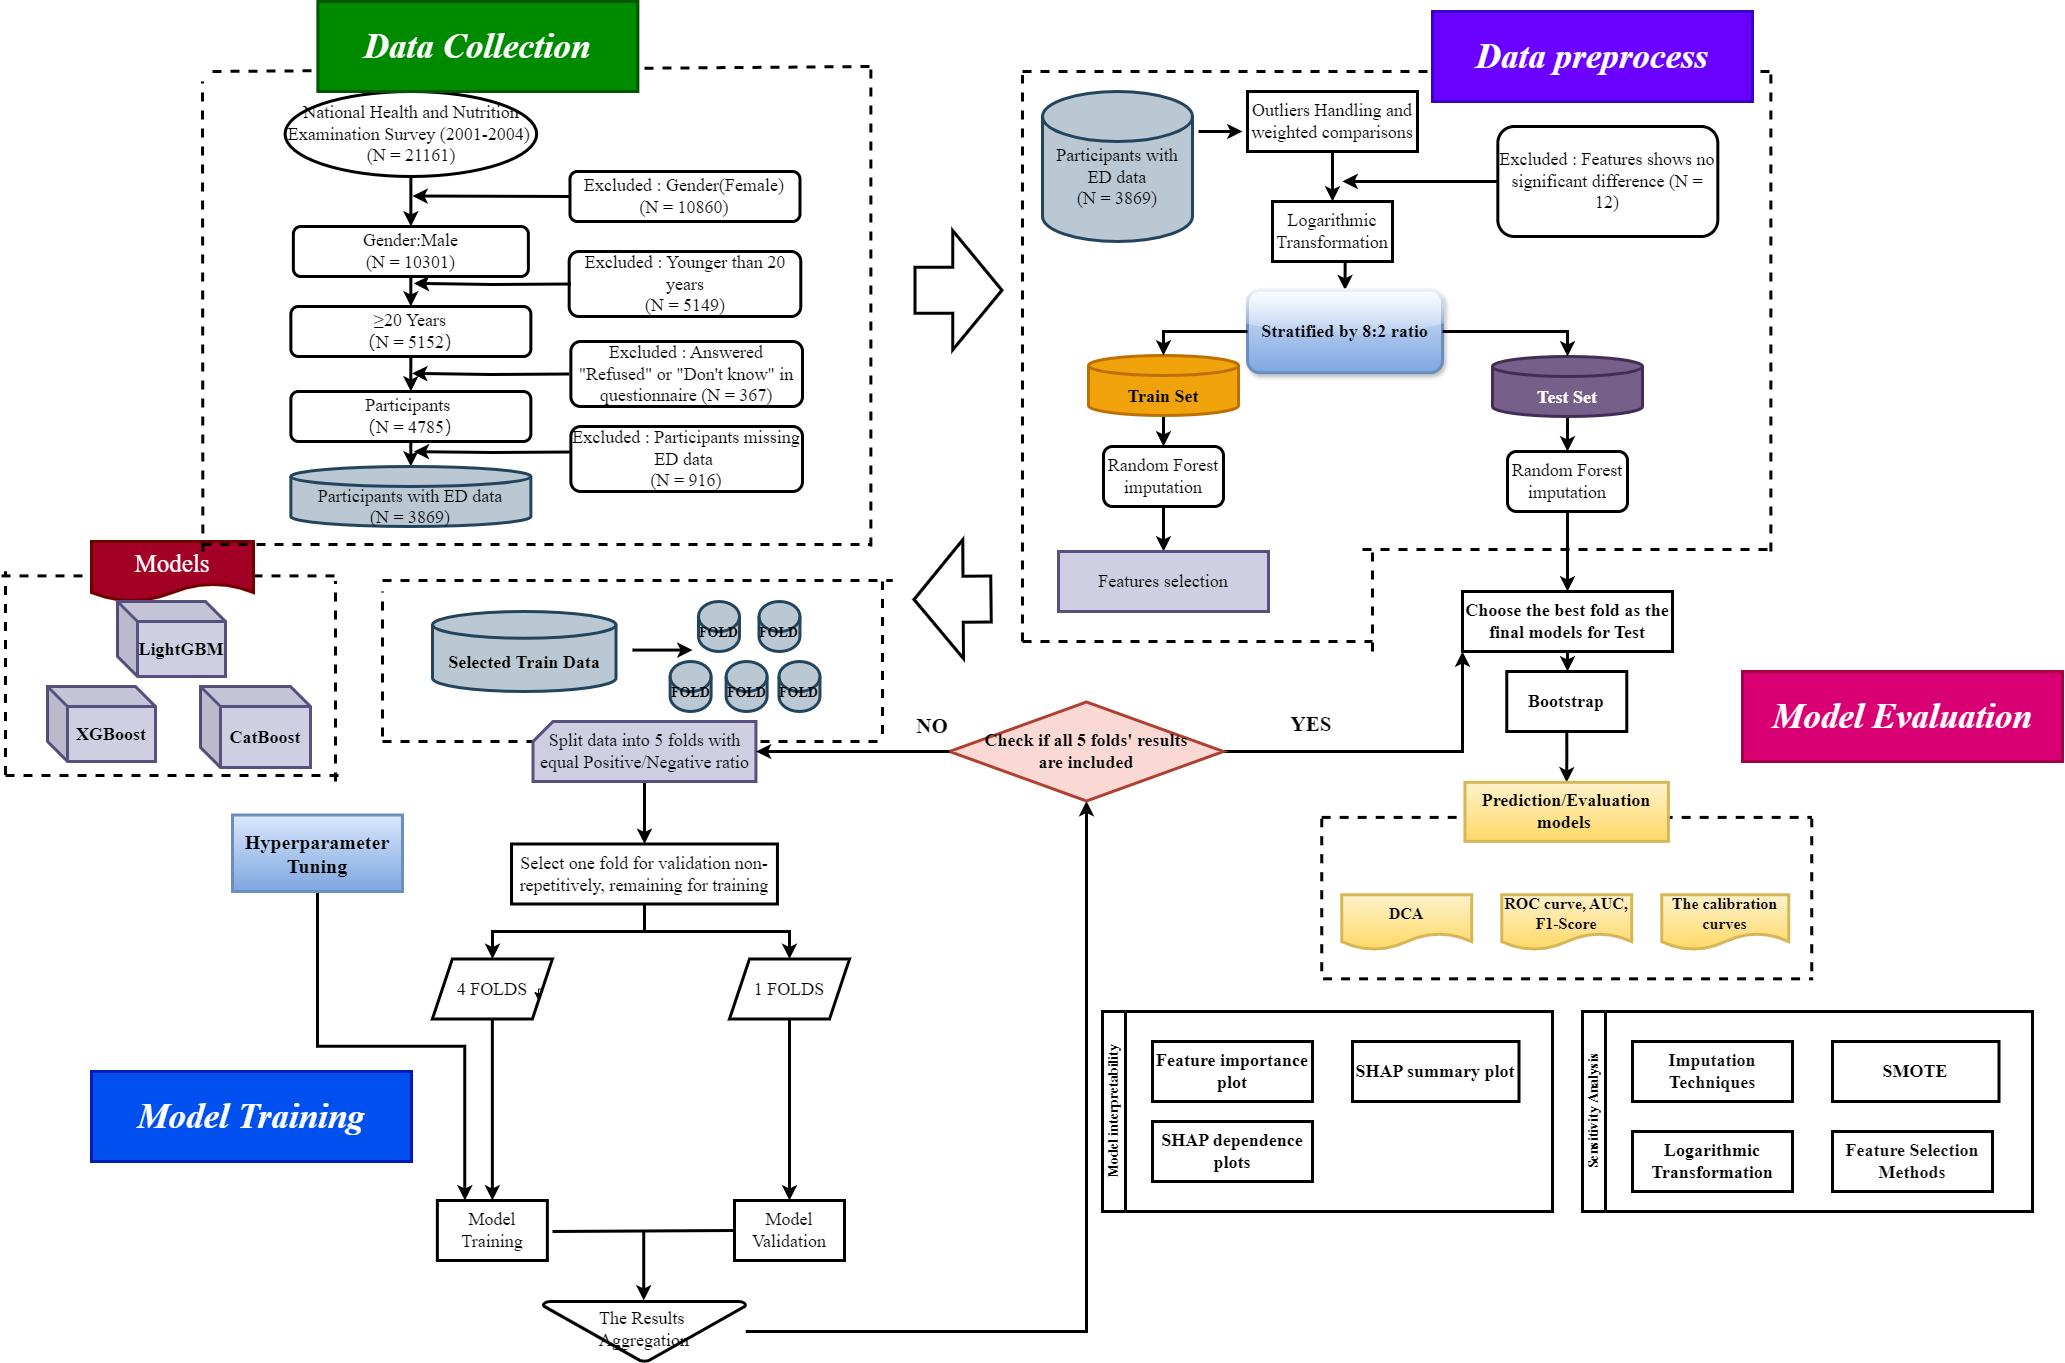 Data Collection
National Health and Nutrition
Examination Survey (2001-2004)
(N = 21161)
Excluded : Gender(Female)
(N = 10860)
Gender:Male
(N = 10301)
Excluded : Younger than 20
years
(N = 5149)
≥20 Years
(N = 5152)
Excluded : Answered
"Refused" or "Don't know" in
questionnaire (N = 367)
Participants
(N = 4785)
Excluded : Participants missing
ED data
(N = 916)
Participants with ED data
(N = 3869)
Data preprocess
Participants with
ED data
(N = 3869)
Outliers Handling and
weighted comparisons
Excluded : Features shows no
significant difference (N =
12)
Logarithmic
Transformation
Stratified by 8:2 ratio
Train Set
Test Set
Random Forest
imputation
Random Forest
imputation
Features selection
Models
LightGBM
XGBoost
CatBoost
Selected Train Data
FOLD
FOLD
FOLD
FOLD
FOLD
Split data into 5 folds with
equal Positive/Negative ratio
NO
Check if all 5 folds' results
are included
YES
Choose the best fold as the
final models for Test
Bootstrap
Model Evaluation
Prediction/Evaluation
models
DCA
ROC curve, AUC,
F1-Score
The calibration
curves
Hyperparameter
Tuning
Select one fold for validation non-
repetitively, remaining for training
4 FOLDS
1 FOLDS
Model Training
Model
Training
Model
Validation
The Results
Aggregation
Model interpretability
Feature importance
plot
SHAP summary plot
SHAP dependence
plots
Sensitivity Analysis
Imputation
Techniques
SMOTE
Logarithmic
Transformation
Feature Selection
Methods